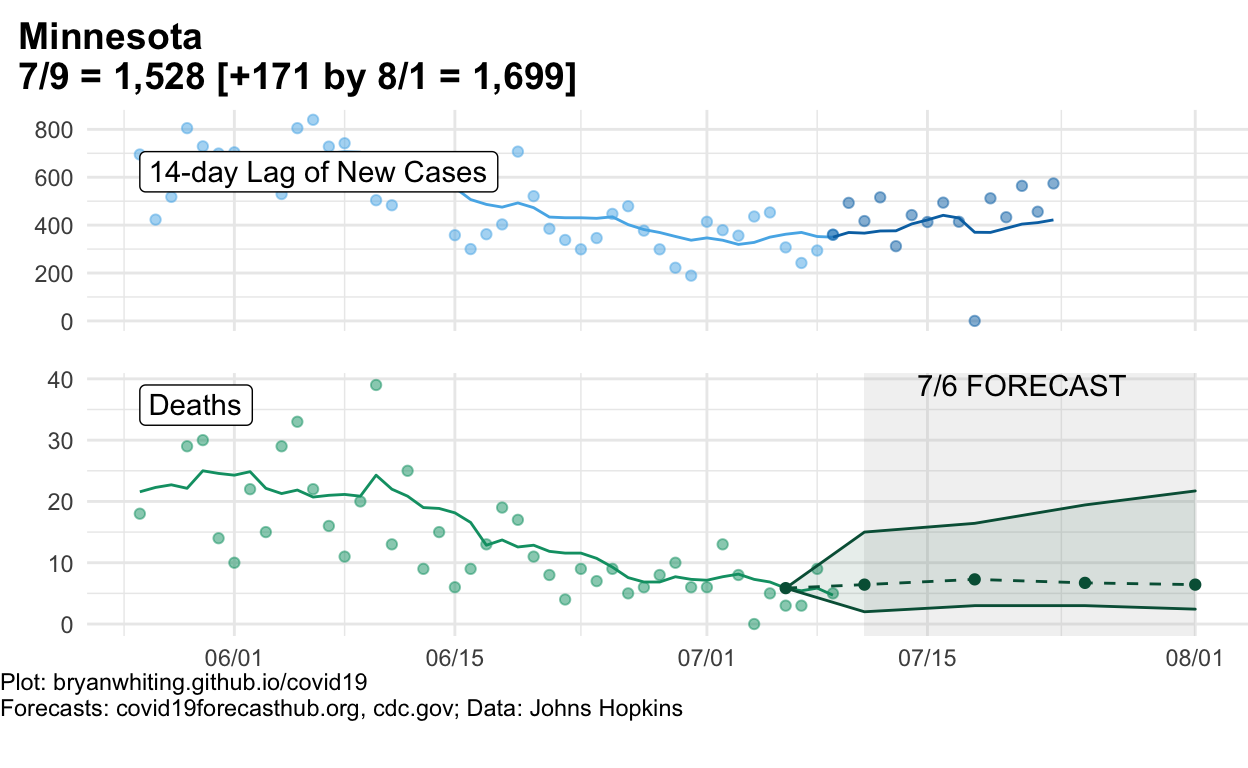 Minnesota
7/9 = 1,528 [+171 by 8/1 = 1,699]
800
14-day Lag of New Cases
600
400
200
0
40
7/6 FORECAST
Deaths
30
20
10
0
06/01 06/15 07/01 07/15 08/01
Plot: bryanwhiting.github.io/covid19
Forecasts: covid19forecasthub.org, cdc.gov; Data: Johns Hopkins